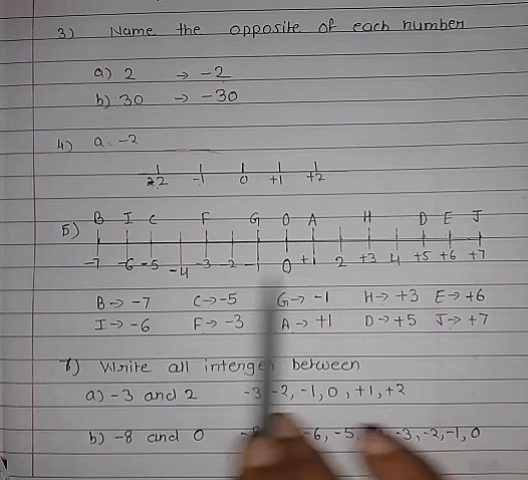 3) Name the opposite of each number
a) 2 → -2
b) 30 → -30
4) a. -2
-2 -1 0 +1 +2
B I C F G O A H D E J
5)
-7 -6 -5 -4 -3 -2 -1 0 +1 2 +3 4 +5 +6 +7
B→ -7 C→ -5 G→ -1 H→ +3 E→ +6
I→ -6 F→ -3 A→ +1 D→ +5 J→ +7
7) Write all between
a) -3 and 2 -3 -2, -1, 0, +1, +2
b) -8 and 0 -6, -5, -3, -2, -1, 0